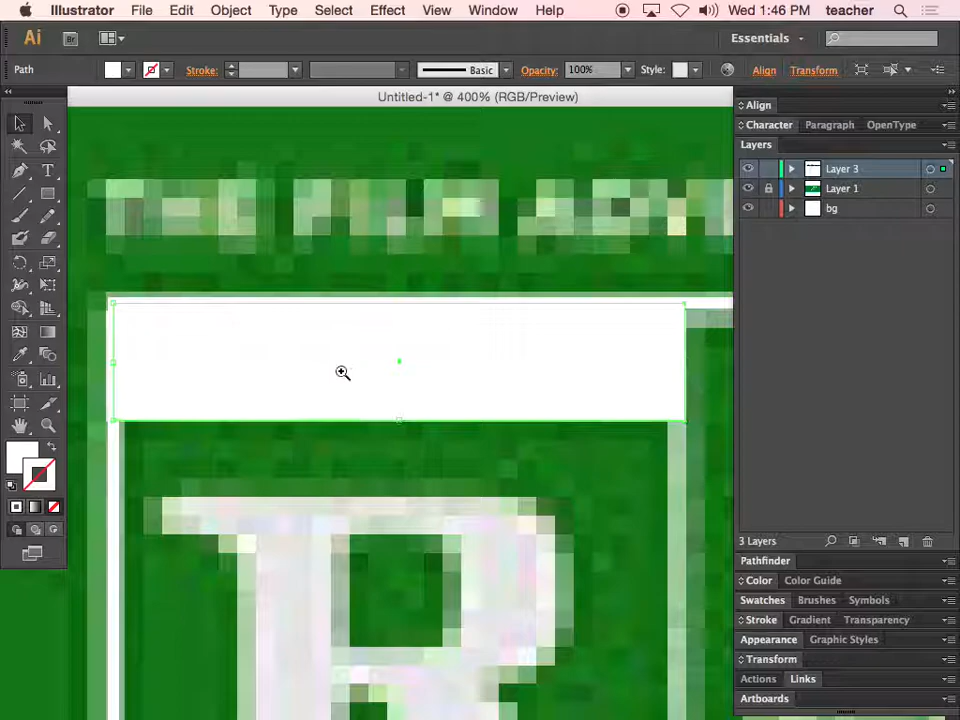 Illustrator File Edit Object Type Select Effect View Window Help Wed 1:46 PM teacher
Ai Br Essentials
Path Stroke: Basic Opacity: 100% Style: Align Transform
Untitled-1* @ 400% (RGB/Preview)
Align
Character Paragraph OpenType
Layers
Layer 3
Layer 1
bg
T
R
3 Layers
Pathfinder
Color Color Guide
Swatches Brushes Symbols
Stroke Gradient Transparency
Appearance Graphic Styles
Transform
Actions Links
Artboards